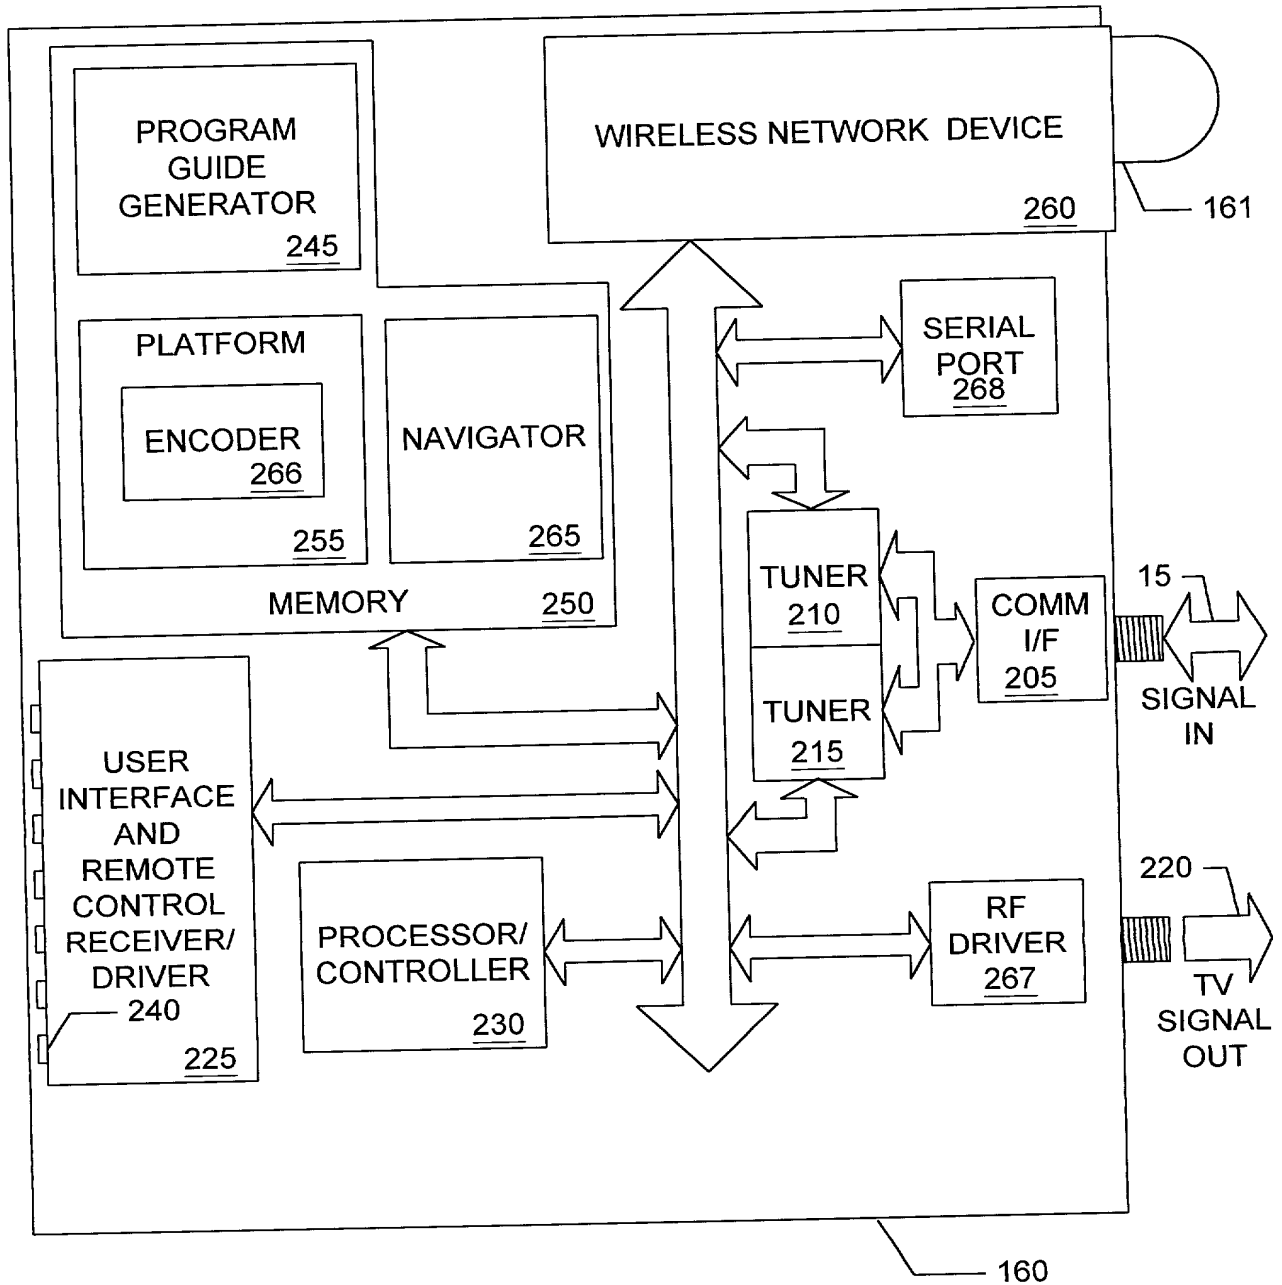 PROGRAM
GUIDE
GENERATOR
245
WIRELESS NETWORK DEVICE
260
161
PLATFORM
ENCODER
266
255
NAVIGATOR
265
MEMORY
250
SERIAL
PORT
268
TUNER
210
TUNER
215
COMM
I/F
205
15
SIGNAL
IN
USER
INTERFACE
AND
REMOTE
CONTROL
RECEIVER/
DRIVER
240
225
PROCESSOR/
CONTROLLER
230
RF
DRIVER
267
220
TV
SIGNAL
OUT
160